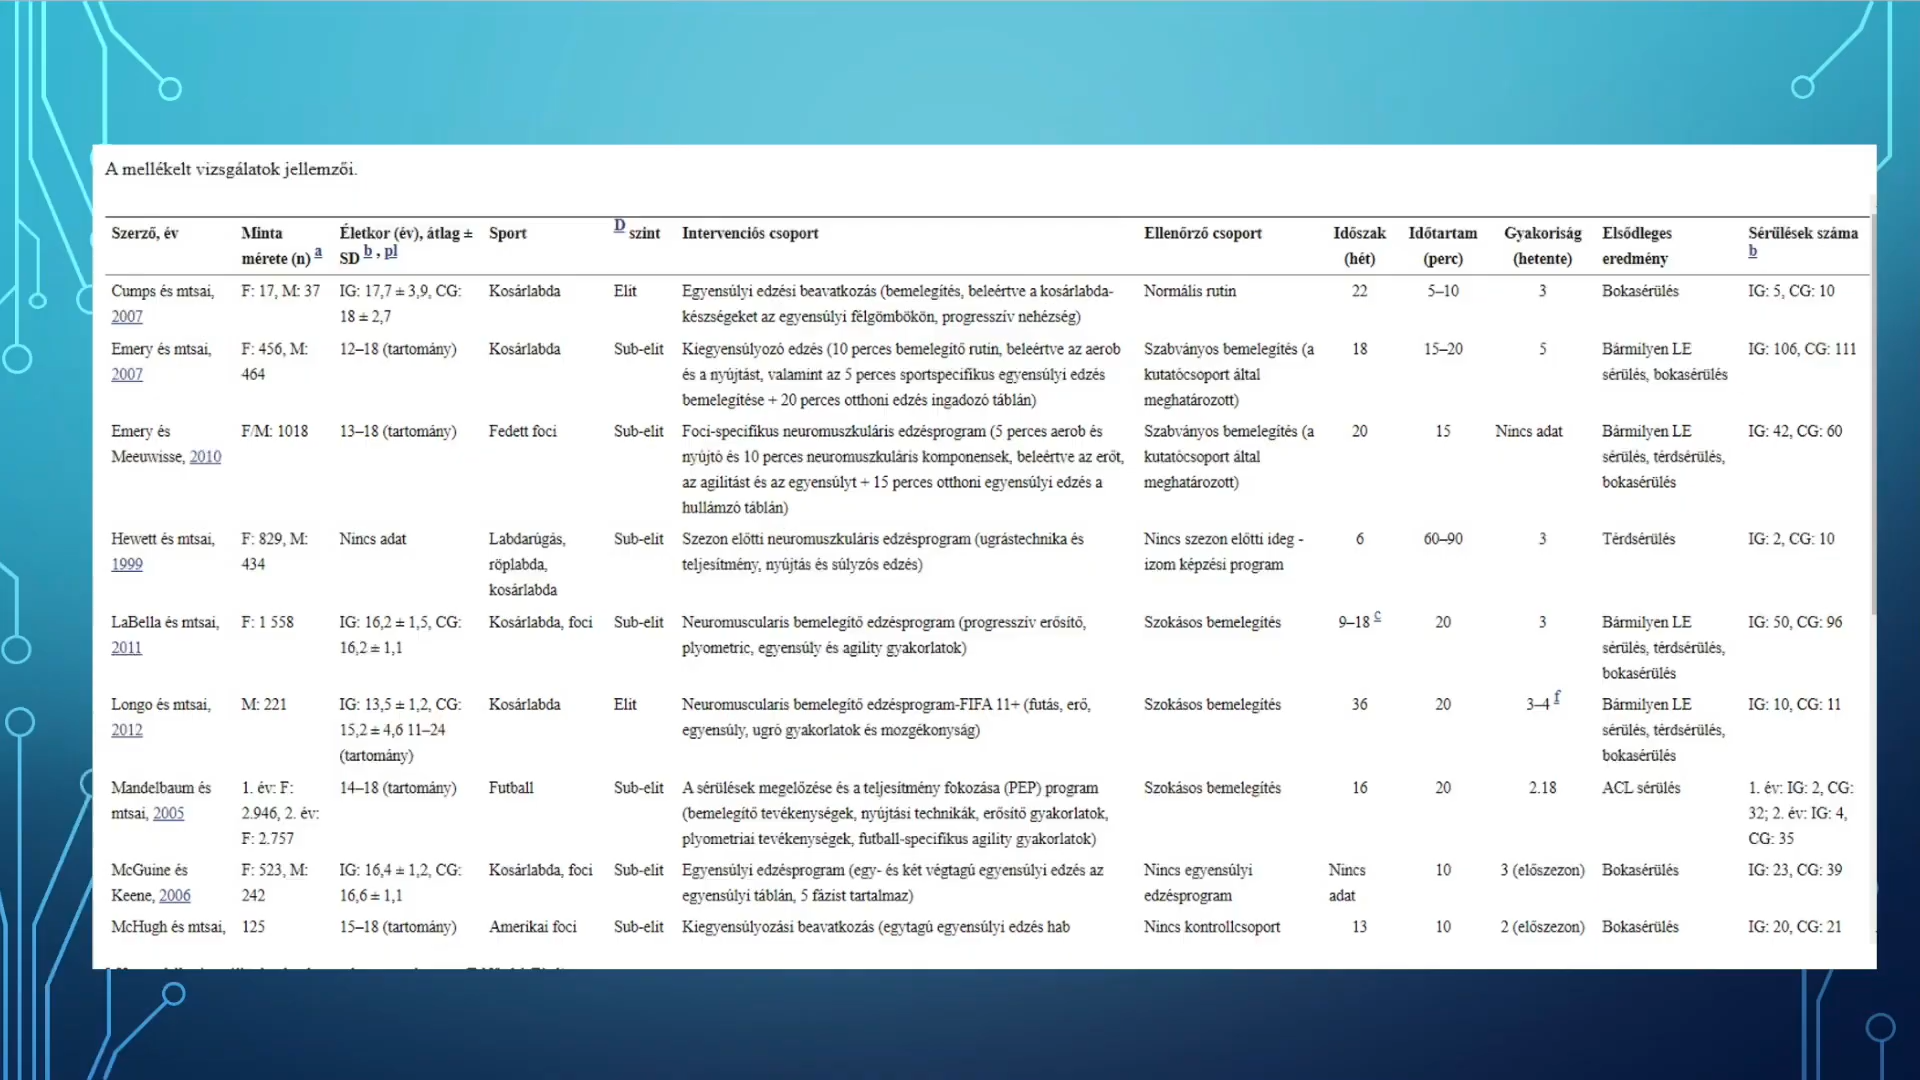 A mellékelt vizsgálatok jellemzői.
Szerző, év
Minta mérete (n) a
Életkor (év), átlag ± SD b , pl
Sport
D szint
Intervenciós csoport
Ellenőrző csoport
Időszak (hét)
Időtartam (perc)
Gyakoriság (hetente)
Elsődleges eredmény
Sérülések száma b
Cumps és mtsai, 2007
F: 17, M: 37
IG: 17,7 ± 3,9, CG: 18 ± 2,7
Kosárlabda
Elit
Egyensúlyi edzési beavatkozás (bemelegítés, beleértve a kosárlabda-
készségeket az egyensúlyi félgömbökön, progresszív nehézség)
Normális rutin
22
5–10
3
Bokasérülés
IG: 5, CG: 10
Emery és mtsai, 2007
F: 456, M: 464
12–18 (tartomány)
Kosárlabda
Sub-elit
Kiegyensúlyozó edzés (10 perces bemelegítő rutin, beleértve az aerob
és a nyújtást, valamint az 5 perces sportspecifikus egyensúlyi edzés
bemelegítése + 20 perces otthoni edzés ingadozó táblán)
Szabványos bemelegítés (a
kutatócsoport által
meghatározott)
18
15–20
5
Bármilyen LE
sérülés, bokasérülés
IG: 106, CG: 111
Emery és
Meeuwisse, 2010
F/M: 1018
13–18 (tartomány)
Fedett foci
Sub-elit
Foci-specifikus neuromuszkuláris edzésprogram (5 perces aerob és
nyújtó és 10 perces neuromuszkuláris komponensek, beleértve az erőt,
az agilitást és az egyensúlyt + 15 perces otthoni egyensúlyi edzés a
hullámzó táblán)
Szabványos bemelegítés (a
kutatócsoport által
meghatározott)
20
15
Nincs adat
Bármilyen LE
sérülés, térdsérülés,
bokasérülés
IG: 42, CG: 60
Hewett és mtsai,
1999
F: 829, M:
434
Nincs adat
Labdarúgás,
röplabda,
kosárlabda
Sub-elit
Szezon előtti neuromuszkuláris edzésprogram (ugrástechnika és
teljesítmény, nyújtás és súlyzós edzés)
Nincs szezon előtti ideg -
izom képzési program
6
60–90
3
Térdsérülés
IG: 2, CG: 10
LaBella és mtsai,
2011
F: 1 558
IG: 16,2 ± 1,5, CG:
16,2 ± 1,1
Kosárlabda, foci
Sub-elit
Neuromuscularis bemelegítő edzésprogram (progresszív erősítő,
plyometric, egyensúly és agility gyakorlatok)
Szokásos bemelegítés
9–18 c
20
3
Bármilyen LE
sérülés, térdsérülés,
bokasérülés
IG: 50, CG: 96
Longo és mtsai,
2012
M: 221
IG: 13,5 ± 1,2, CG:
15,2 ± 4,6 11–24
(tartomány)
Kosárlabda
Elit
Neuromuscularis bemelegítő edzésprogram-FIFA 11+ (futás, erő,
egyensúly, ugró gyakorlatok és mozgékonyság)
Szokásos bemelegítés
36
20
3–4 f
Bármilyen LE
sérülés, térdsérülés,
bokasérülés
IG: 10, CG: 11
Mandelbaum és
mtsai, 2005
1. év: F:
2.946, 2. év:
F: 2.757
14–18 (tartomány)
Futball
Sub-elit
A sérülések megelőzése és a teljesítmény fokozása (PEP) program
(bemelegítő tevékenységek, nyújtási technikák, erősítő gyakorlatok,
plyometriai tevékenységek, futball-specifikus agility gyakorlatok)
Szokásos bemelegítés
16
20
2.18
ACL sérülés
1. év: IG: 2, CG:
32; 2. év: IG: 4,
CG: 35
McGuine és
Keene, 2006
F: 523, M:
242
IG: 16,4 ± 1,2, CG:
16,6 ± 1,1
Kosárlabda, foci
Sub-elit
Egyensúlyi edzésprogram (egy- és két végtagú egyensúlyi edzés az
egyensúlyi táblán, 5 fázist tartalmaz)
Nincs egyensúlyi
edzésprogram
Nincs
adat
10
3 (előszezon)
Bokasérülés
IG: 23, CG: 39
McHugh és mtsai,
125
15–18 (tartomány)
Amerikai foci
Sub-elit
Kiegyensúlyozási beavatkozás (egytagú egyensúlyi edzés hab
Nincs kontrollcsoport
13
10
2 (előszezon)
Bokasérülés
IG: 20, CG: 21